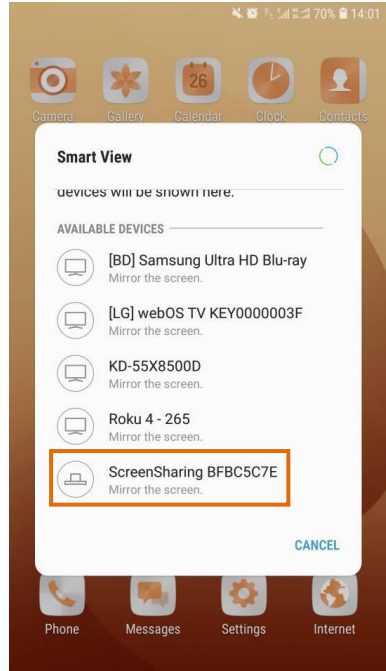 70% 14:01
26
Camera Gallery Calendar Clock Contacts
Smart View
devices will be shown here.
AVAILABLE DEVICES
[BD] Samsung Ultra HD Blu-ray
Mirror the screen.
[LG] webOS TV KEY0000003F
Mirror the screen.
KD-55X8500D
Mirror the screen.
Roku 4 - 265
Mirror the screen.
ScreenSharing BFBC5C7E
Mirror the screen.
CANCEL
Phone Messages Settings Internet